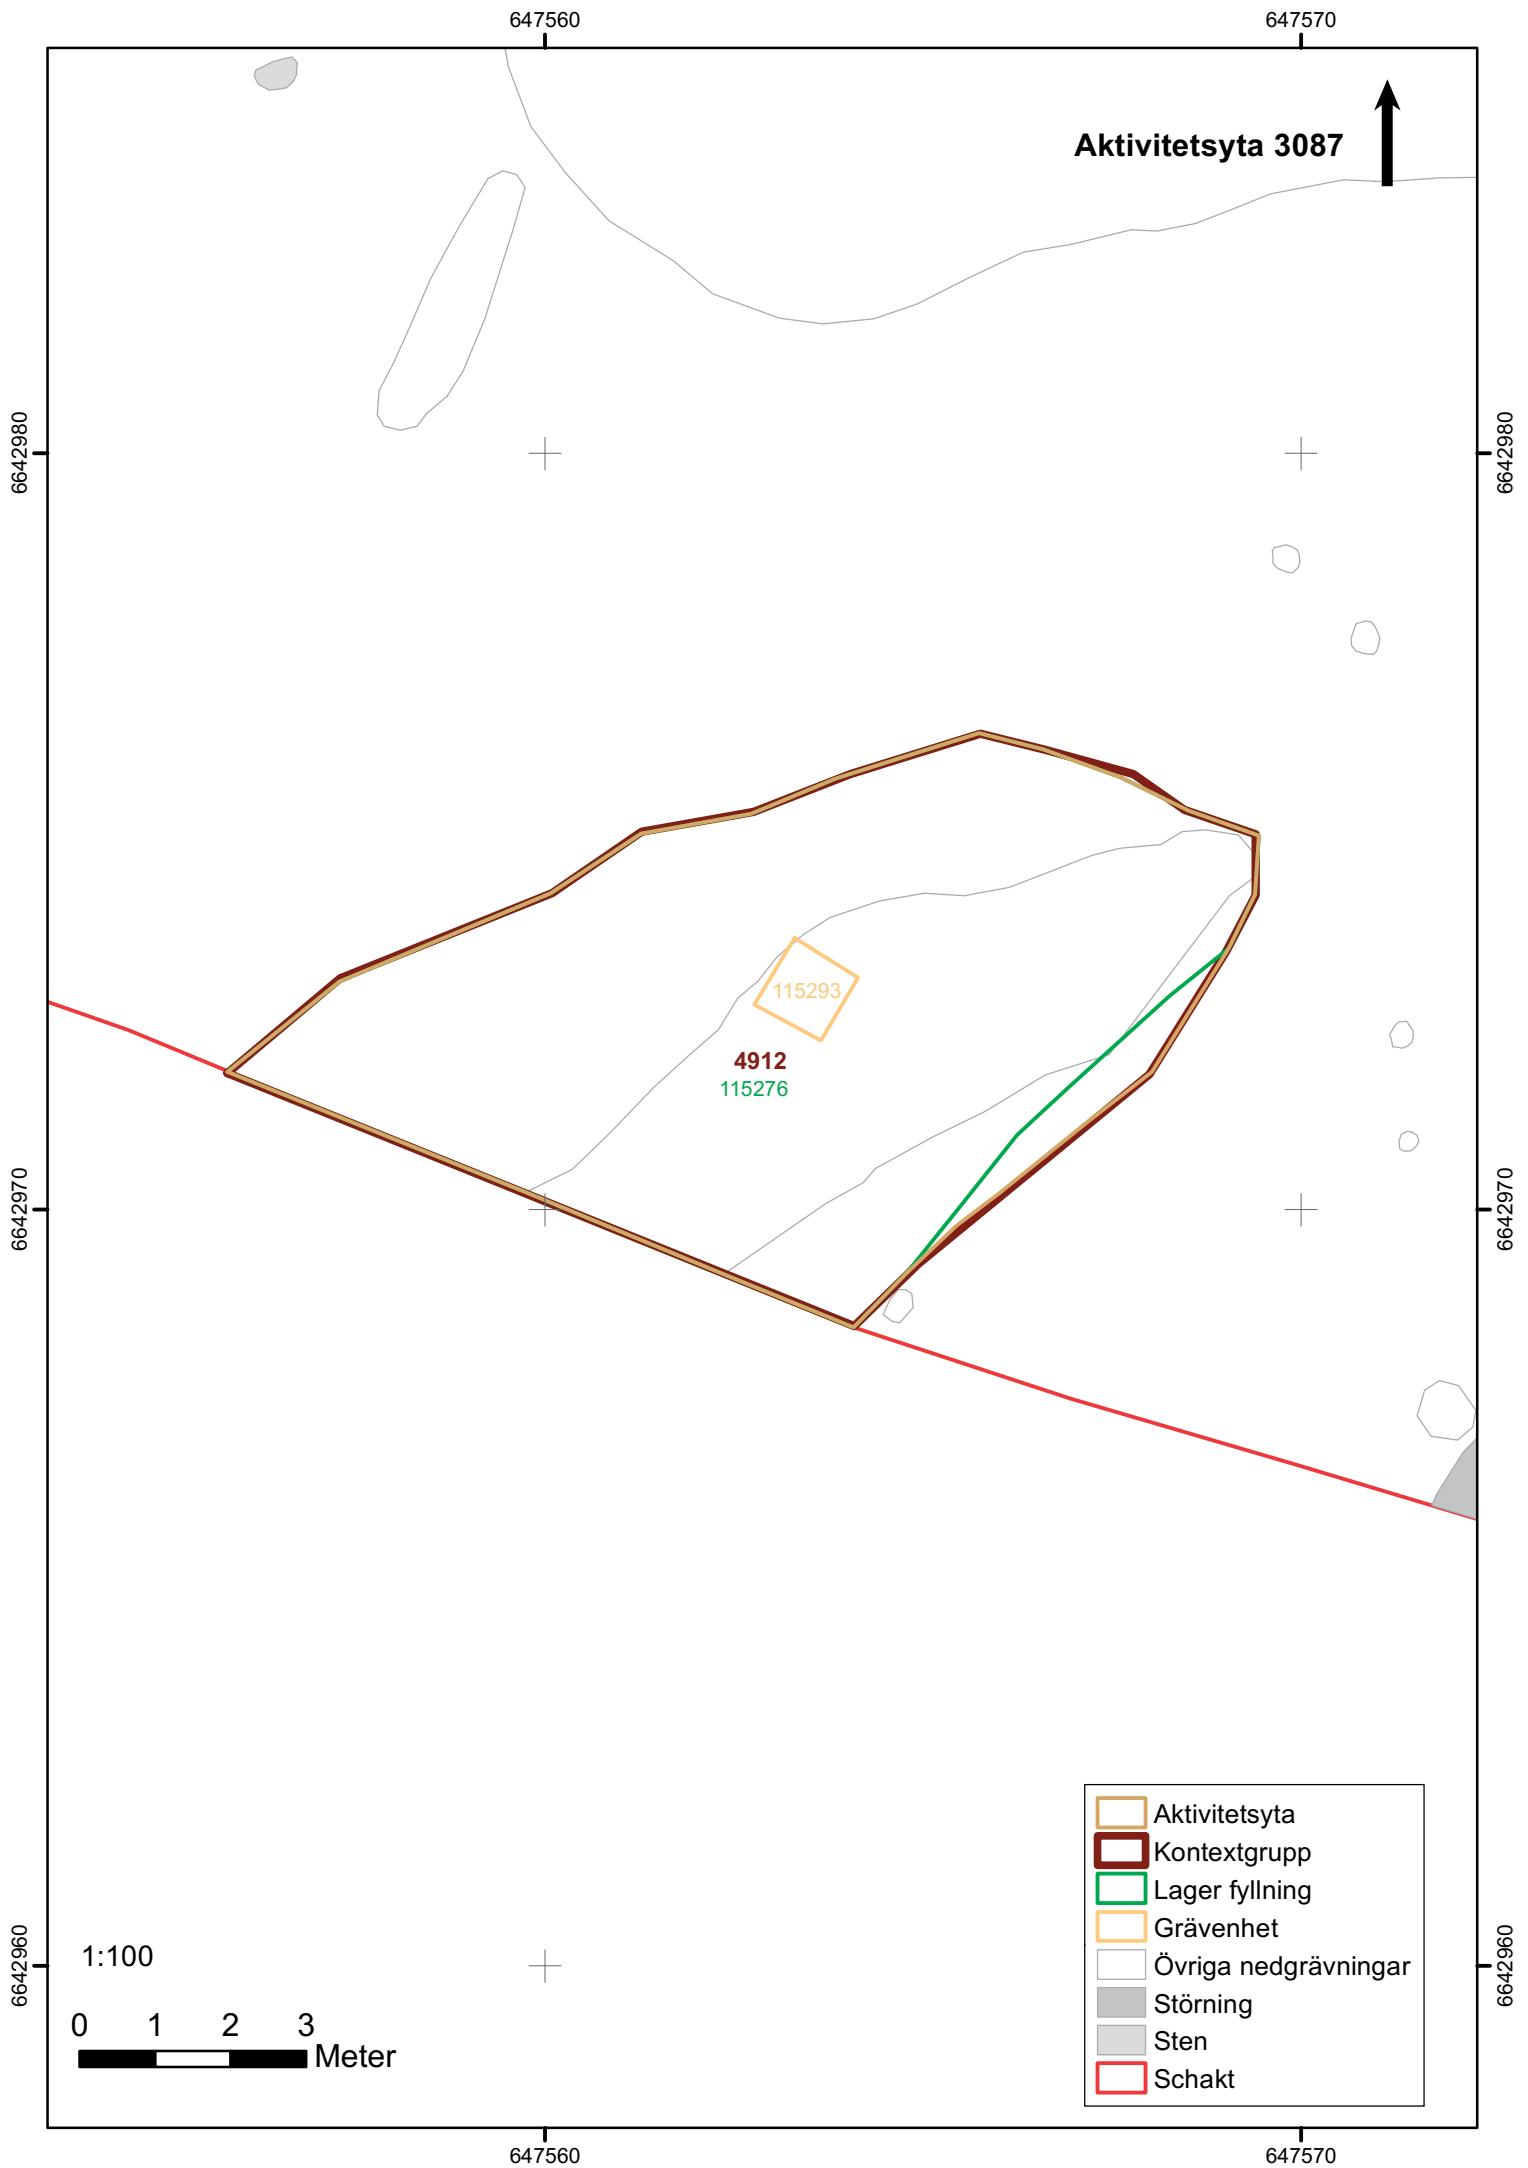 647560
647570
Aktivitetsyta 3087
6642980
6642980
115293
4912
115276
6642970
6642970
Aktivitetsyta
Kontextgrupp
Lager fyllning
Grävenhet
Övriga nedgrävningar
Störning
Sten
Schakt
6642960
6642960
1:100
0 1 2 3
Meter
647560
647570